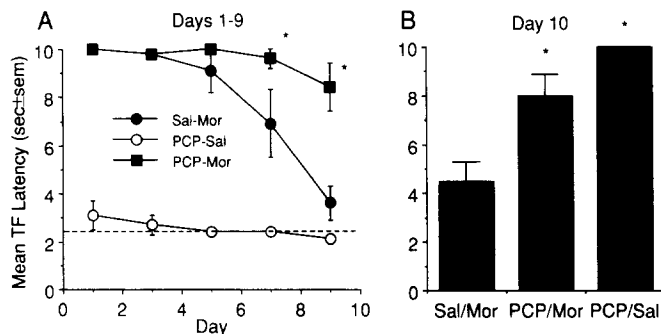 A Days 1-9
*
*
Mean TF Latency (sec±sem)
10
8
6
4
2
0
Sal-Mor
PCP-Sal
PCP-Mor
0 2 4 6 8 10
Day
B Day 10
*
*
10
8
6
4
2
0
Sal/Mor PCP/Mor PCP/Sal